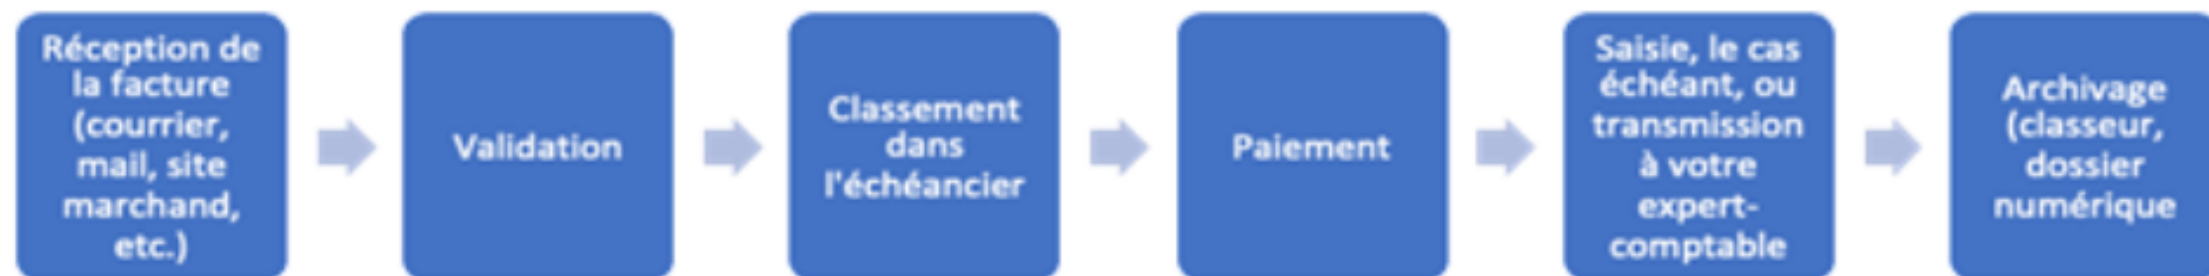 Réception de
la facture
(courrier,
mail, site
marchand,
etc.)
Validation
Classement
dans
l'échéancier
Paiement
Saisie, le cas
échéant, ou
transmission
à votre
expert-
comptable
Archivage
(classeur,
dossier
numérique